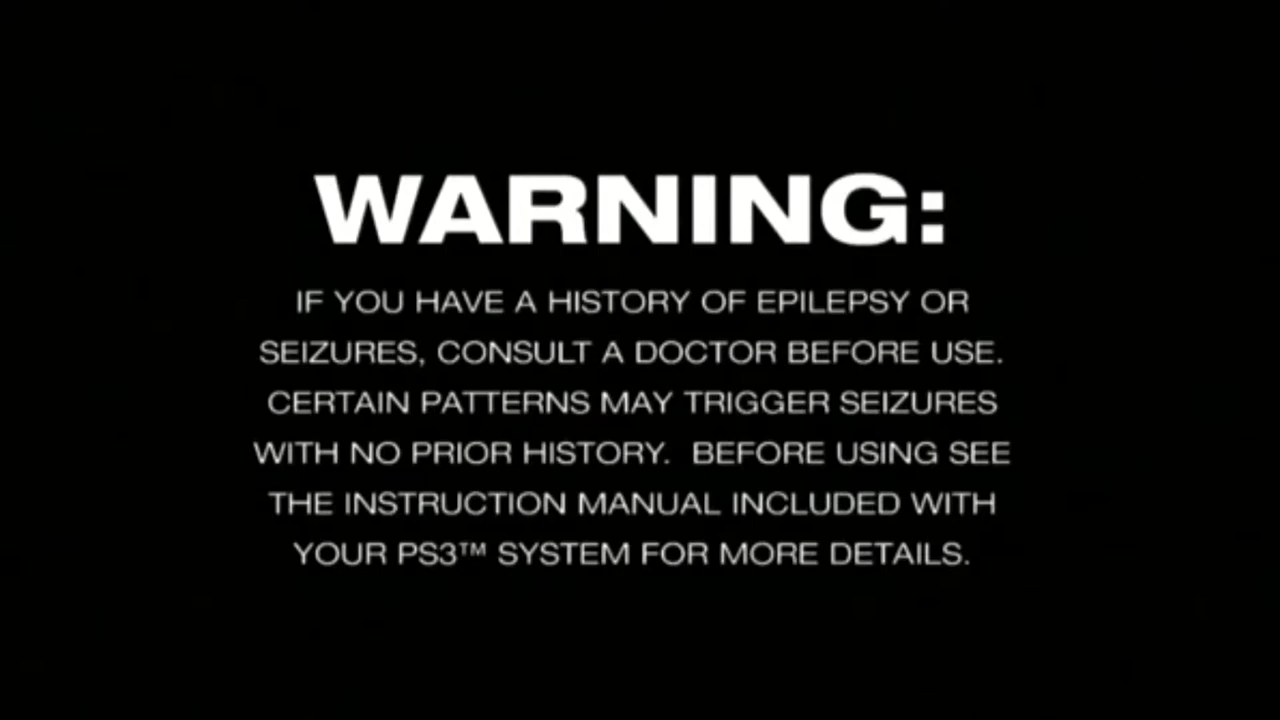 WARNING:
IF YOU HAVE A HISTORY OF EPILEPSY OR
SEIZURES, CONSULT A DOCTOR BEFORE USE.
CERTAIN PATTERNS MAY TRIGGER SEIZURES
WITH NO PRIOR HISTORY.  BEFORE USING SEE
THE INSTRUCTION MANUAL INCLUDED WITH
YOUR PS3™ SYSTEM FOR MORE DETAILS.